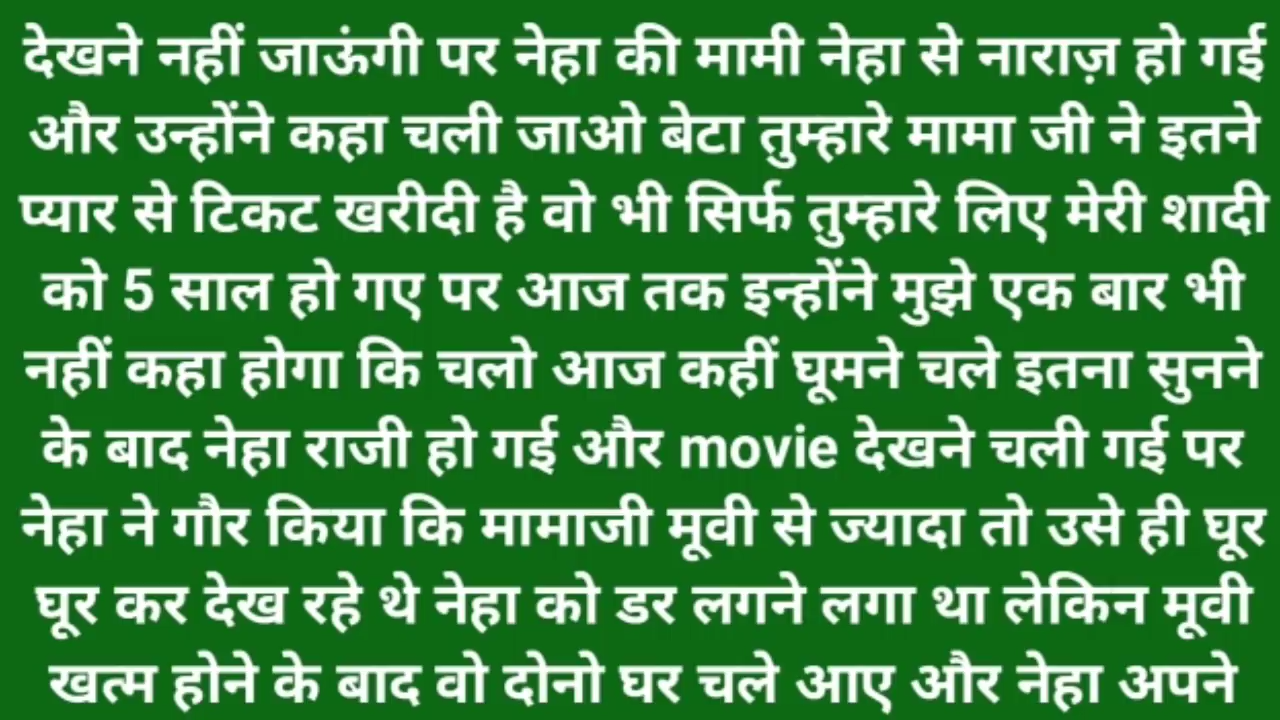 देखने नहीं जाऊंगी पर नेहा की मामी नेहा से नाराज़ हो गई
और उन्होंने कहा चली जाओ बेटा तुम्हारे मामा जी ने इतने
प्यार से टिकट खरीदी है वो भी सिर्फ तुम्हारे लिए मेरी शादी
को 5 साल हो गए पर आज तक इन्होंने मुझे एक बार भी
नहीं कहा होगा कि चलो आज कहीं घूमने चले इतना सुनने
के बाद नेहा राजी हो गई और movie देखने चली गई पर
नेहा ने गौर किया कि मामाजी मूवी से ज्यादा तो उसे ही घूर
घूर कर देख रहे थे नेहा को डर लगने लगा था लेकिन मूवी
खत्म होने के बाद वो दोनो घर चले आए और नेहा अपने